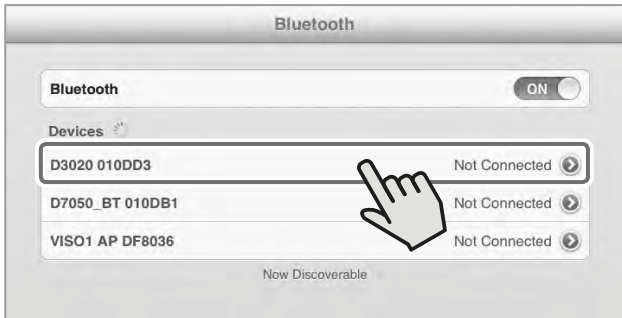 Bluetooth
Bluetooth ON
Devices
D3020 010DD3 Not Connected
D7050_BT 010DB1 Not Connected
VISO1 AP DF8036 Not Connected
Now Discoverable